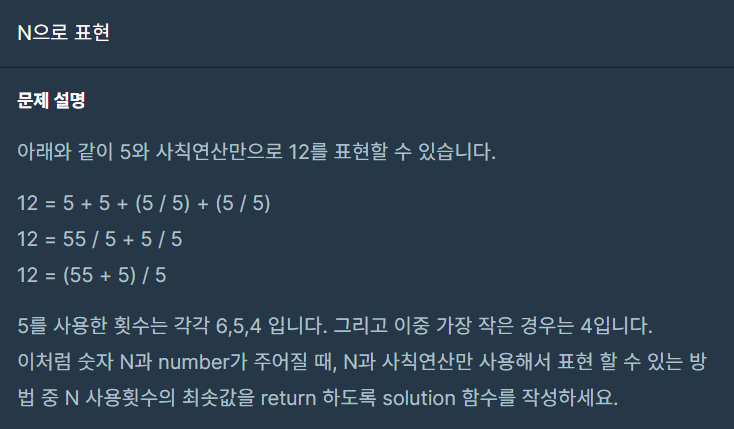 N으로 표현
문제 설명
아래와 같이 5와 사칙연산만으로 12를 표현할 수 있습니다.
12 = 5 + 5 + (5 / 5) + (5 / 5)
12 = 55 / 5 + 5 / 5
12 = (55 + 5) / 5
5를 사용한 횟수는 각각 6,5,4 입니다. 그리고 이중 가장 작은 경우는 4입니다.
이처럼 숫자 N과 number가 주어질 때, N과 사칙연산만 사용해서 표현 할 수 있는 방
법 중 N 사용횟수의 최솟값을 return 하도록 solution 함수를 작성하세요.